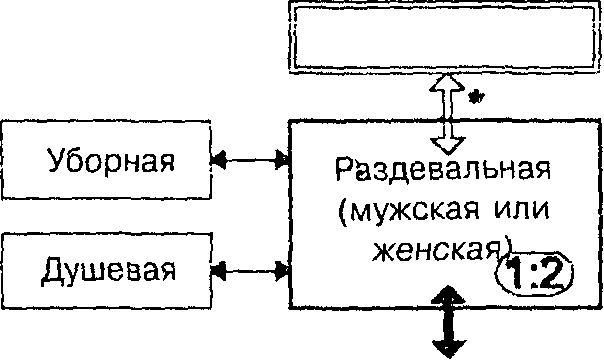 *
Уборная
Раздевальная
(мужская или
женская)
1:2
Душевая